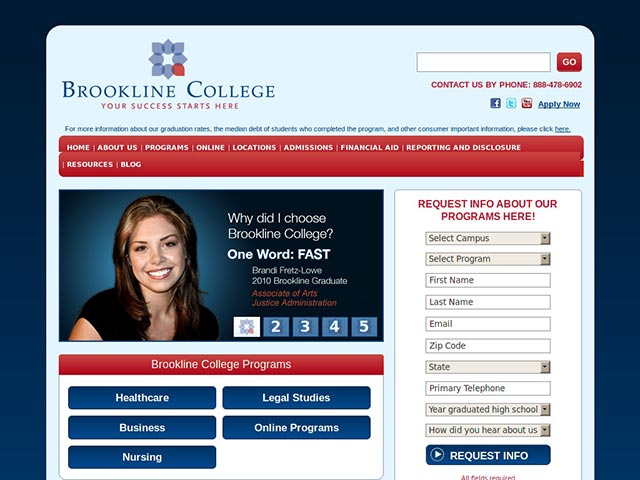 BROOKLINE COLLEGE
YOUR SUCCESS STARTS HERE
GO
CONTACT US BY PHONE: 888-478-6902
Apply Now
For more information about our graduation rates, the median debt of students who completed the program, and other consumer important information, please click here.
HOME | ABOUT US | PROGRAMS | ONLINE | LOCATIONS | ADMISSIONS | FINANCIAL AID | REPORTING AND DISCLOSURE
| RESOURCES | BLOG
Why did I choose
Brookline College?
One Word: FAST
Brandi Fretz-Lowe
2010 Brookline Graduate
Associate of Arts
Justice Administration
2 3 4 5
Brookline College Programs
Healthcare
Legal Studies
Business
Online Programs
Nursing
REQUEST INFO ABOUT OUR
PROGRAMS HERE!
Select Campus
Select Program
First Name
Last Name
Email
Zip Code
State
Primary Telephone
Year graduated high school
How did you hear about us
REQUEST INFO
All fields required